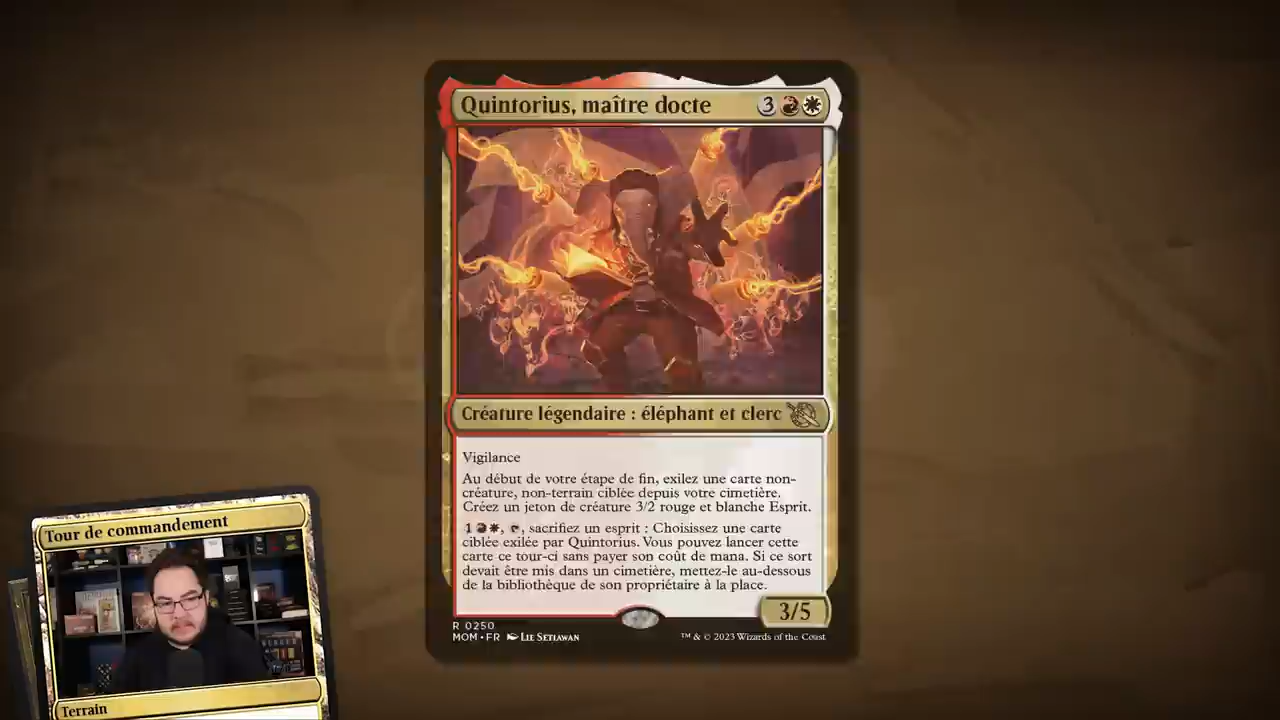 Quintorius, maître docte 3
Créature légendaire : éléphant et clerc
Vigilance
Au début de votre étape de fin, exilez une carte non-
créature, non-terrain ciblée depuis votre cimetière.
Créez un jeton de créature 3/2 rouge et blanche Esprit.
1 , , sacrifiez un esprit : Choisissez une carte
ciblée exilée par Quintorius. Vous pouvez lancer cette
carte ce tour-ci sans payer son coût de mana. Si ce sort
devait être mis dans un cimetière, mettez-le au-dessous
de la bibliothèque de son propriétaire à la place.
3/5
R 0250
MOM • FR Lie Setiawan
™ & © 2023 Wizards of the Coast
Tour de commandement
Terrain